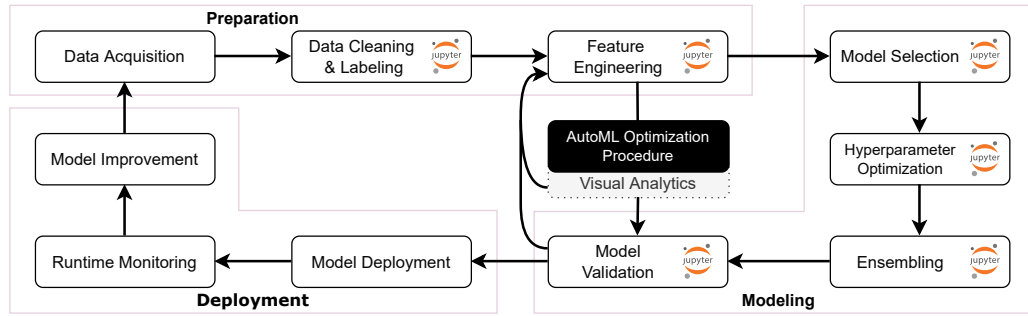 Preparation
Data Acquisition
Data Cleaning
& Labeling
jupyter
Feature
Engineering
jupyter
Model Selection
jupyter
AutoML Optimization
Procedure
Visual Analytics
Model Improvement
Hyperparameter
Optimization
jupyter
Runtime Monitoring
Model Deployment
Model
Validation
jupyter
Ensembling
jupyter
Deployment
Modeling